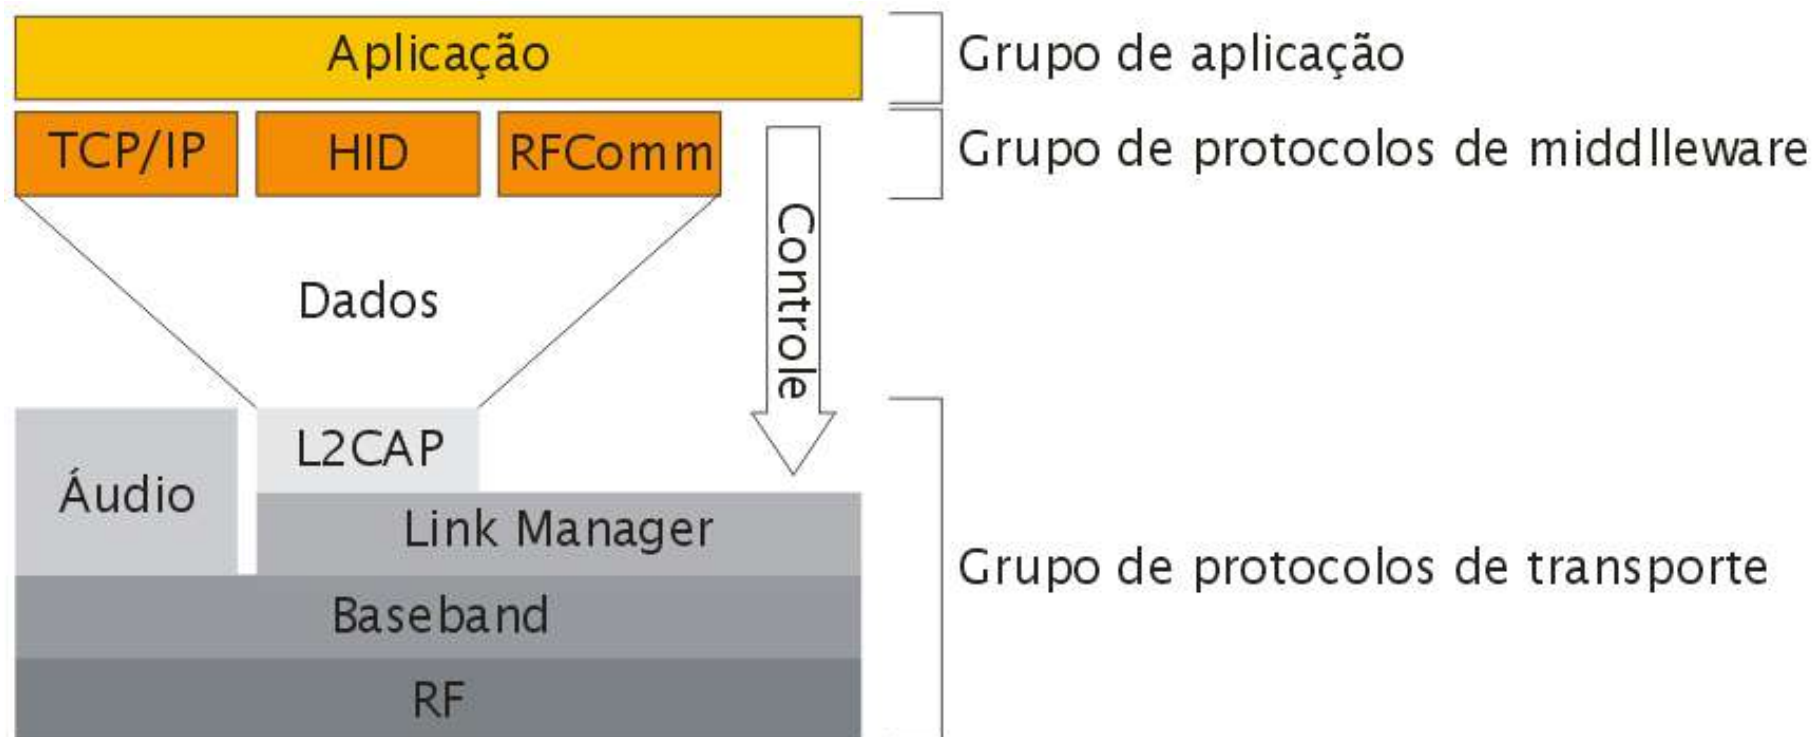 Aplicação
Grupo de aplicação
TCP/IP
HID
RFComm
Grupo de protocolos de middlleware
Controle
Dados
Áudio
L2CAP
Link Manager
Grupo de protocolos de transporte
Baseband
RF